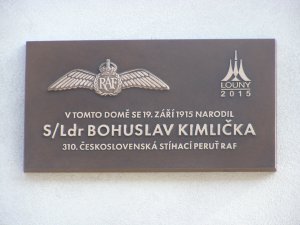 RAF
LOUNY
2015
V TOMTO DOMĚ SE 19. ZÁŘÍ 1915 NARODIL
S/Ldr BOHUSLAV KIMLIČKA
310. ČESKOSLOVENSKÁ STÍHACÍ PERUŤ RAF